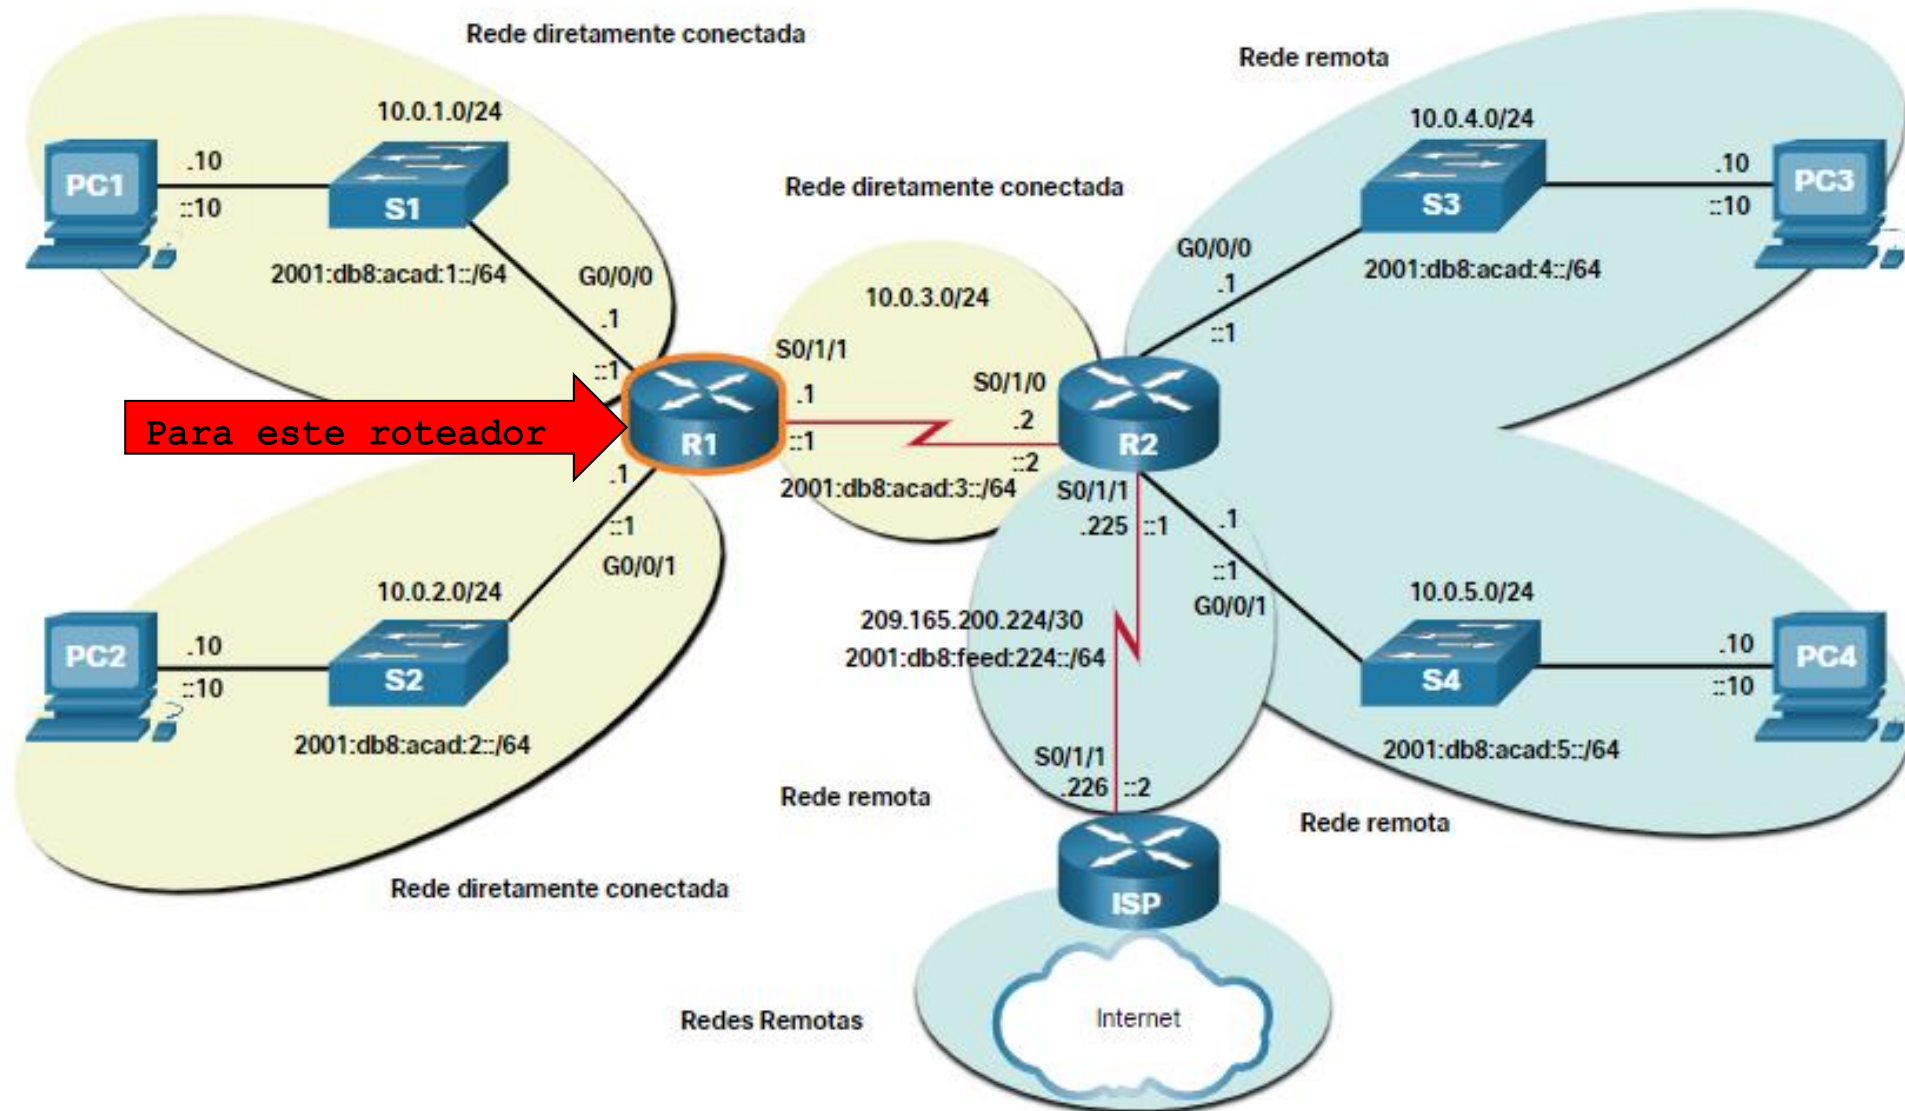 Rede diretamente conectada
Rede remota
10.0.1.0/24
10.0.4.0/24
PC1
.10
::10
S1
Rede diretamente conectada
S3
.10
::10
PC3
2001:db8:acad:1::/64
G0/0/0
.1
::1
10.0.3.0/24
G0/0/0
.1
::1
2001:db8:acad:4::/64
S0/1/1
.1
::1
S0/1/0
.2
::2
Para este roteador
R1
R2
2001:db8:acad:3::/64
.1
::1
G0/0/1
S0/1/1
.225
::1
.1
::1
G0/0/1
10.0.2.0/24
10.0.5.0/24
209.165.200.224/30
2001:db8:feed:224::/64
PC2
.10
::10
S2
S4
.10
::10
PC4
2001:db8:acad:2::/64
2001:db8:acad:5::/64
S0/1/1
.226
::2
Rede remota
Rede remota
Rede diretamente conectada
ISP
Redes Remotas
Internet